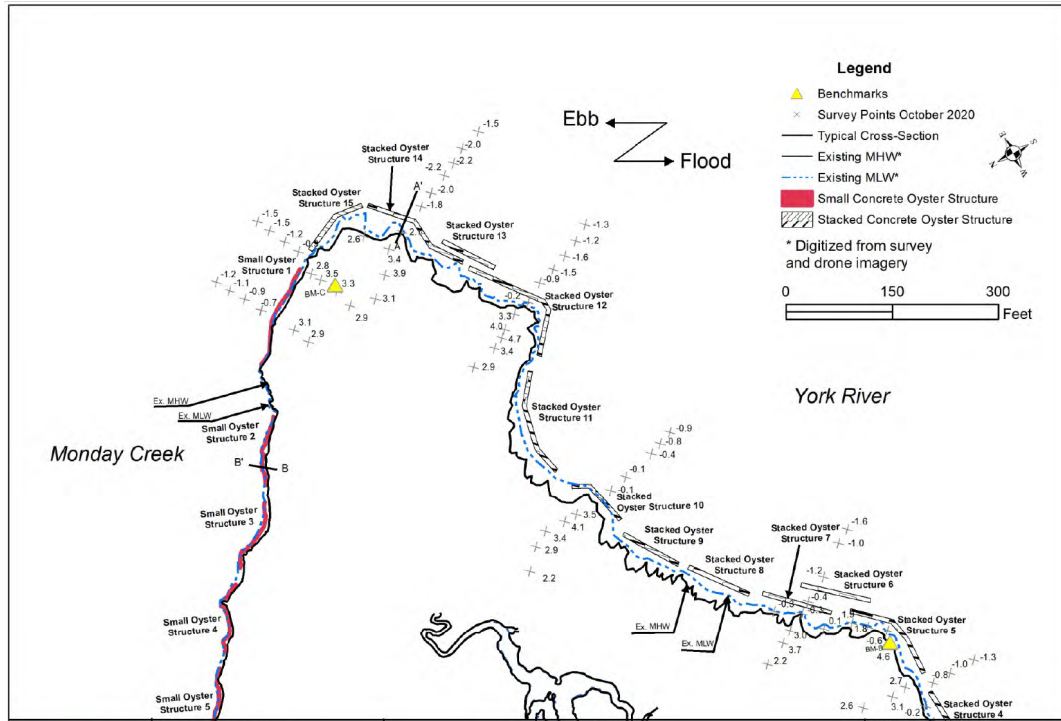 Legend
Benchmarks
Survey Points October 2020
Typical Cross-Section
Existing MHW*
Existing MLW*
Small Concrete Oyster Structure
Stacked Concrete Oyster Structure
* Digitized from survey
and drone imagery
0 150 300
Feet
N
E
S
W
Ebb
Flood
York River
Monday Creek
-1.5
-2.0
-2.2
-2.2
-2.0
-1.8
Stacked Oyster
Structure 14
A'
A
Stacked Oyster
Structure 15
2.6
2.7
3.4
3.9
3.1
2.9
Stacked Oyster
Structure 13
-1.5
-1.5
-1.2
Small Oyster
Structure 1
2.8
3.5
3.3
BM-C
-1.2
-1.1
-0.9
-0.7
3.1
2.9
-1.3
-1.2
-1.6
-1.5
-0.9
-0.2
Stacked Oyster
Structure 12
3.3
4.0
4.7
3.4
2.9
Ex. MHW
Ex. MLW
Small Oyster
Structure 2
B'
B
Small Oyster
Structure 3
Small Oyster
Structure 4
Small Oyster
Structure 5
Stacked Oyster
Structure 11
-0.9
-0.8
-0.4
-0.1
-0.1
Stacked
Oyster Structure 10
3.5
4.1
3.4
2.9
2.2
Stacked Oyster
Structure 9
Stacked Oyster
Structure 8
Stacked Oyster
Structure 7
-1.6
-1.0
-1.2
Stacked Oyster
Structure 6
-0.4
0.1
3.0
3.7
2.2
Ex. MHW
Ex. MLW
1.8
-0.6
BM-B
4.6
Stacked Oyster
Structure 5
-1.3
-1.0
-0.8
2.7
3.1
-0.2
2.6
Stacked Oyster
Structure 4